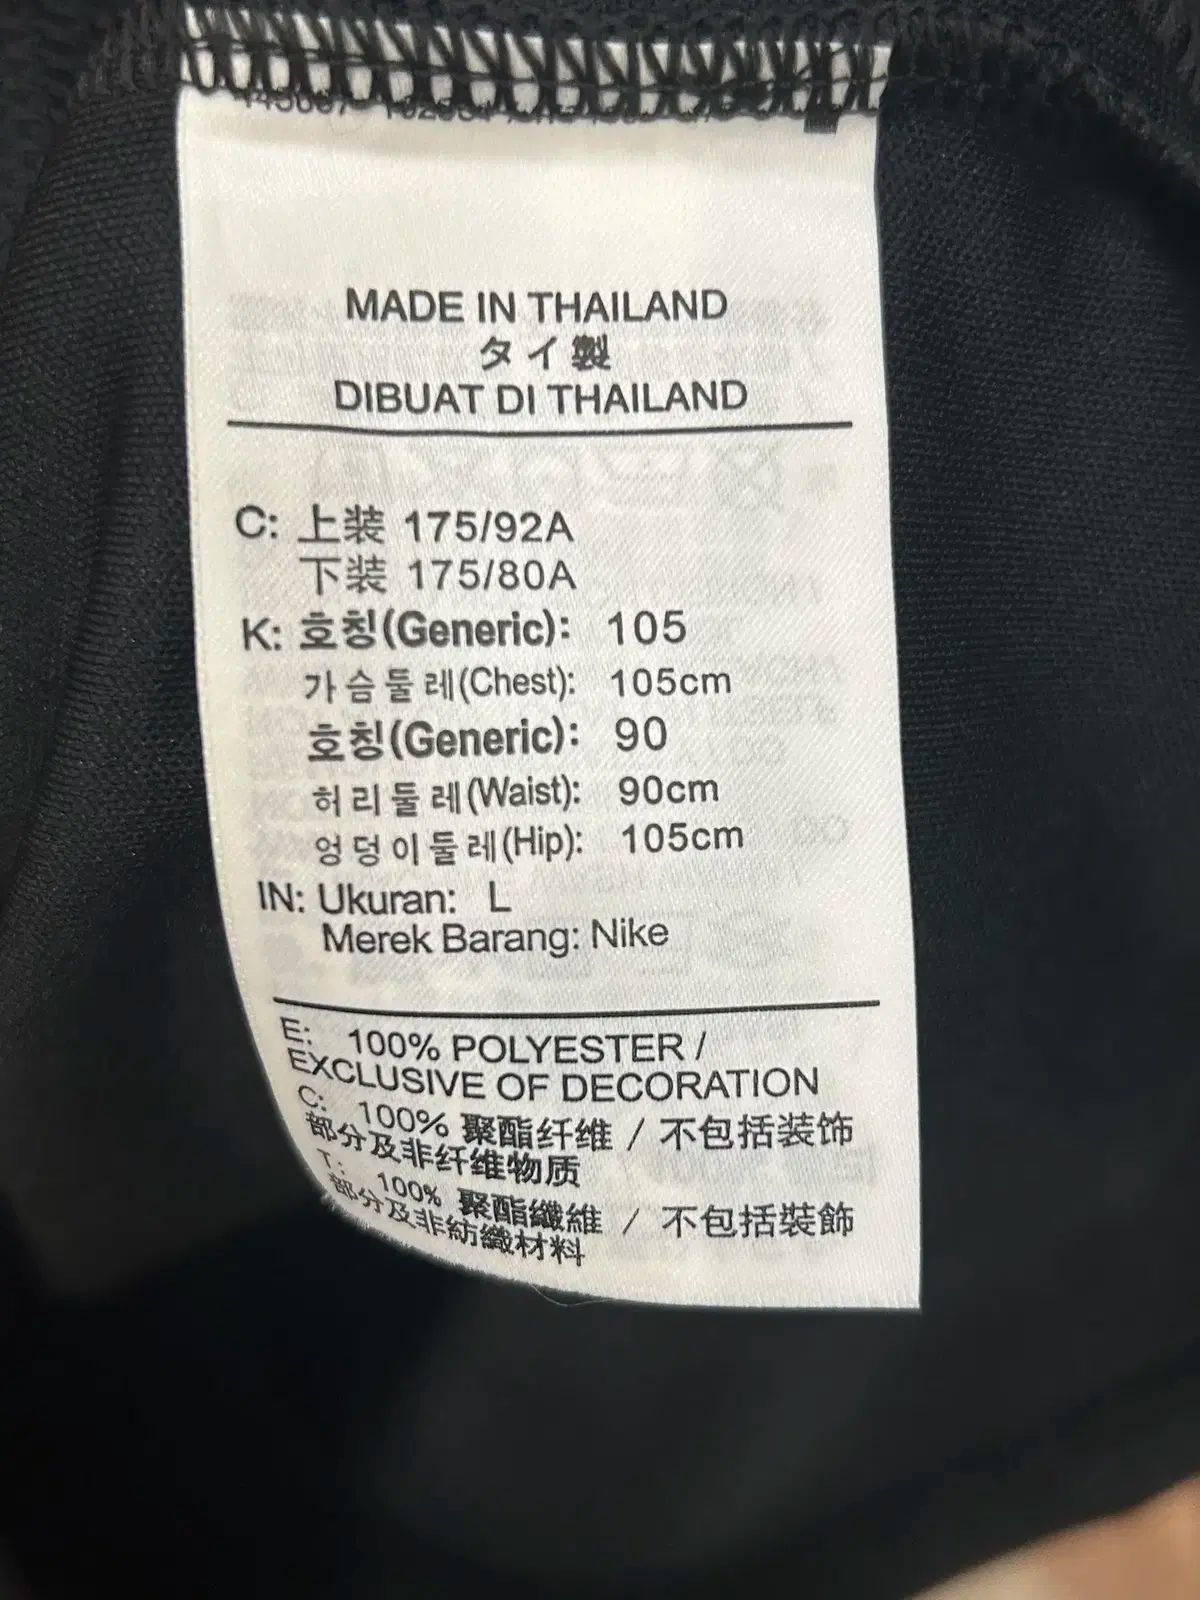 MADE IN THAILAND
タイ製
DIBUAT DI THAILAND
C: 上装 175/92A
下装 175/80A
K: 호칭(Generic): 105
가슴둘레(Chest): 105cm
호칭(Generic): 90
허리둘레(Waist): 90cm
엉덩이둘레(Hip): 105cm
IN: Ukuran: L
Merek Barang: Nike
E: 100% POLYESTER /
EXCLUSIVE OF DECORATION
C: 100% 聚酯纤维 / 不包括装饰
部分及非纤维物质
T: 100% 聚酯纖維 / 不包括裝飾
部分及非紡織材料